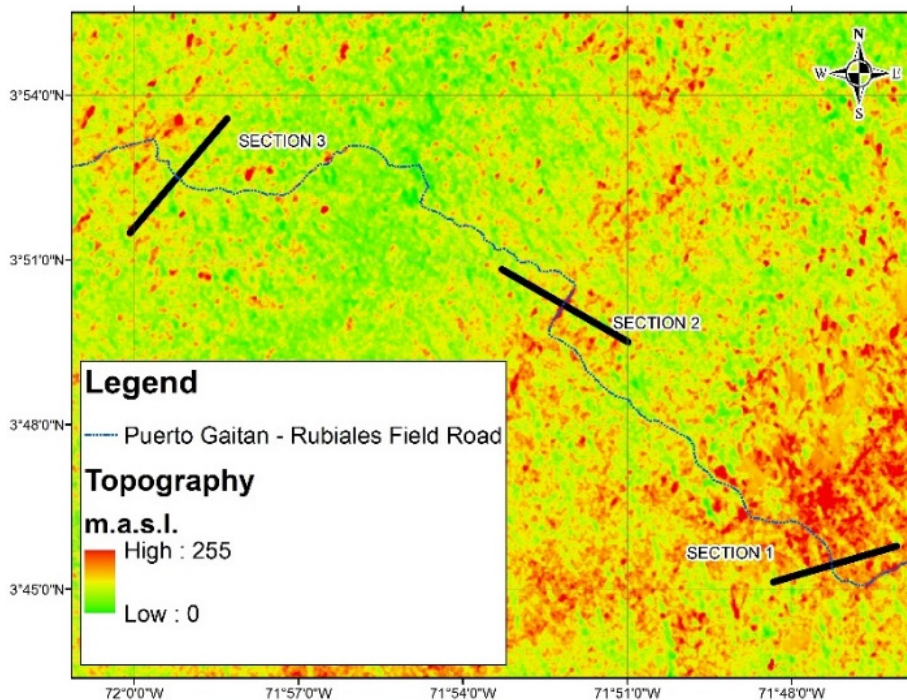 N
W E
S
3°54'0"N
SECTION 3
3°51'0"N
SECTION 2
Legend
Puerto Gaitan - Rubiales Field Road
3°48'0"N
Topography
m.a.s.l.
High : 255
SECTION 1
3°45'0"N
Low : 0
72°0'0"W 71°57'0"W 71°54'0"W 71°51'0"W 71°48'0"W